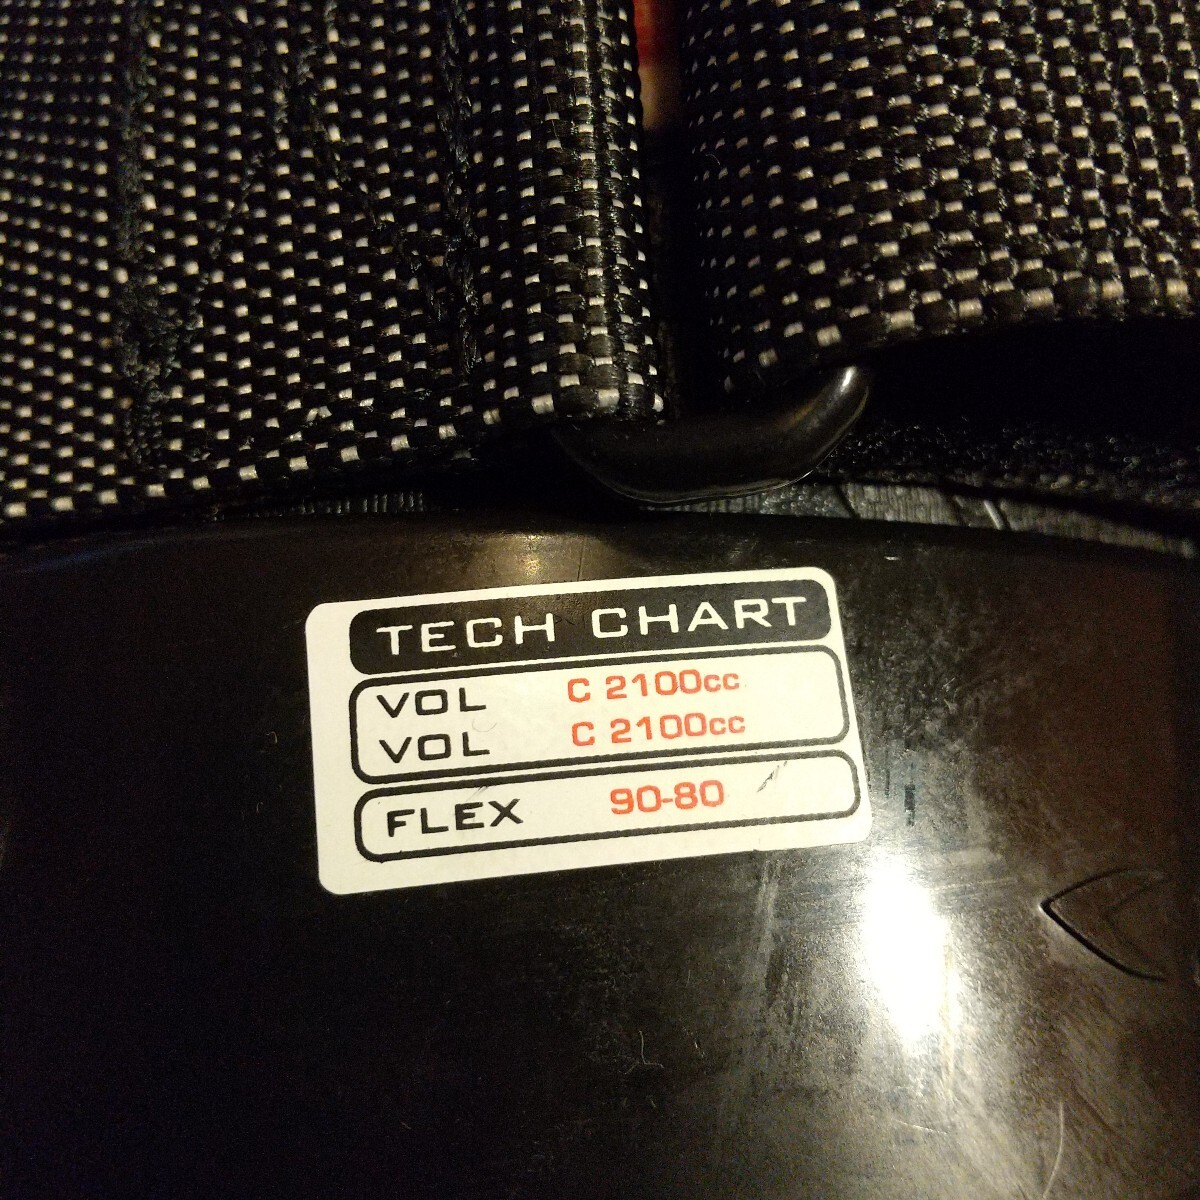 TECH CHART
VOL C 2100cc
VOL C 2100cc
FLEX 90-80